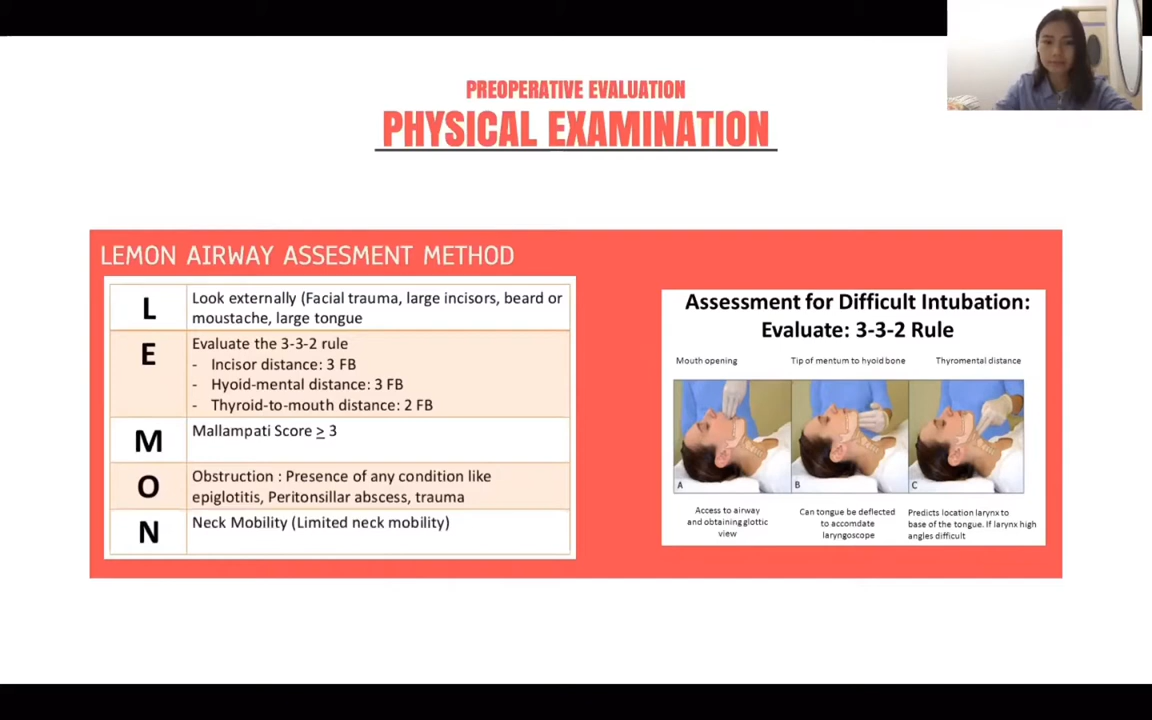 PREOPERATIVE EVALUATION
PHYSICAL EXAMINATION
LEMON AIRWAY ASSESMENT METHOD
L
Look externally (Facial trauma, large incisors, beard or
moustache, large tongue
E
Evaluate the 3-3-2 rule
- Incisor distance: 3 FB
- Hyoid-mental distance: 3 FB
- Thyroid-to-mouth distance: 2 FB
M
Mallampati Score ≥ 3
O
Obstruction : Presence of any condition like
epiglotitis, Peritonsillar abscess, trauma
N
Neck Mobility (Limited neck mobility)
Assessment for Difficult Intubation:
Evaluate: 3-3-2 Rule
Mouth opening
Tip of mentum to hyoid bone
Thyromental distance
A
B
C
Access to airway
and obtaining glottic
view
Can tongue be deflected
to accomdate
laryngoscope
Predicts location larynx to
base of the tongue. If larynx high
angles difficult